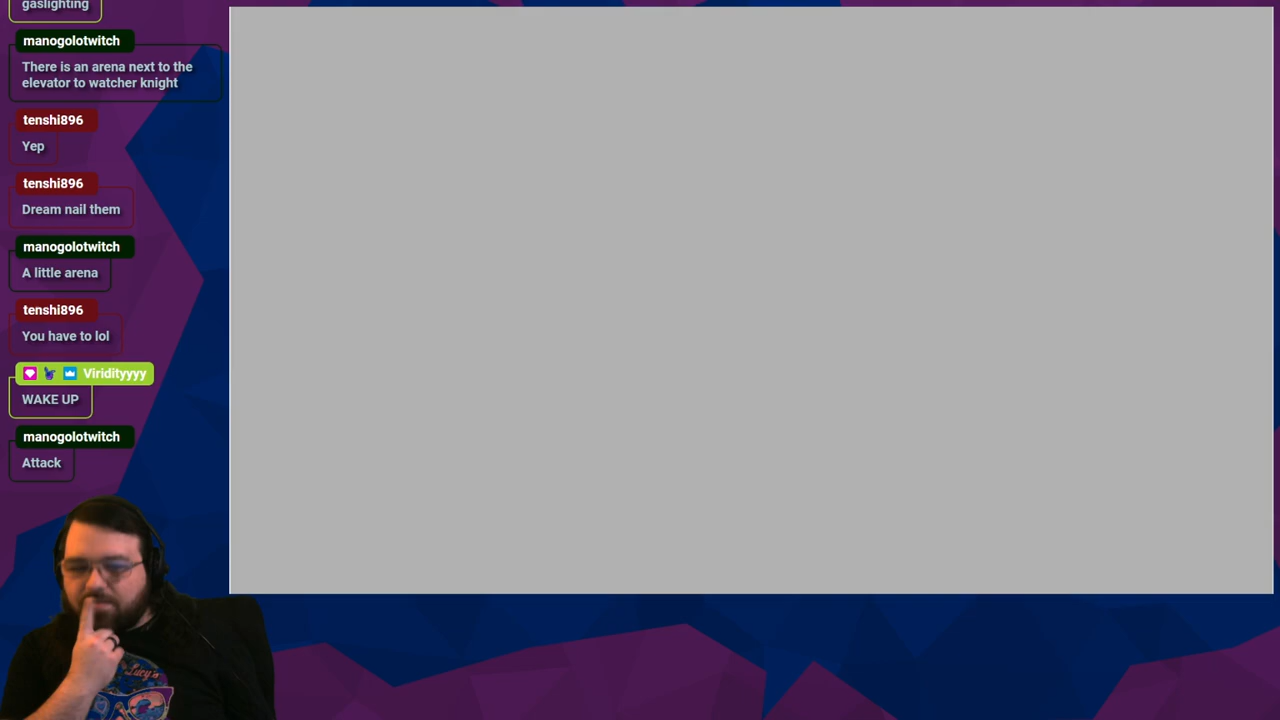 gaslighting
manogolotwitch
There is an arena next to the
elevator to watcher knight
tenshi896
Yep
tenshi896
Dream nail them
manogolotwitch
A little arena
tenshi896
You have to lol
Viridityyyy
WAKE UP
manogolotwitch
Attack
Lucy's